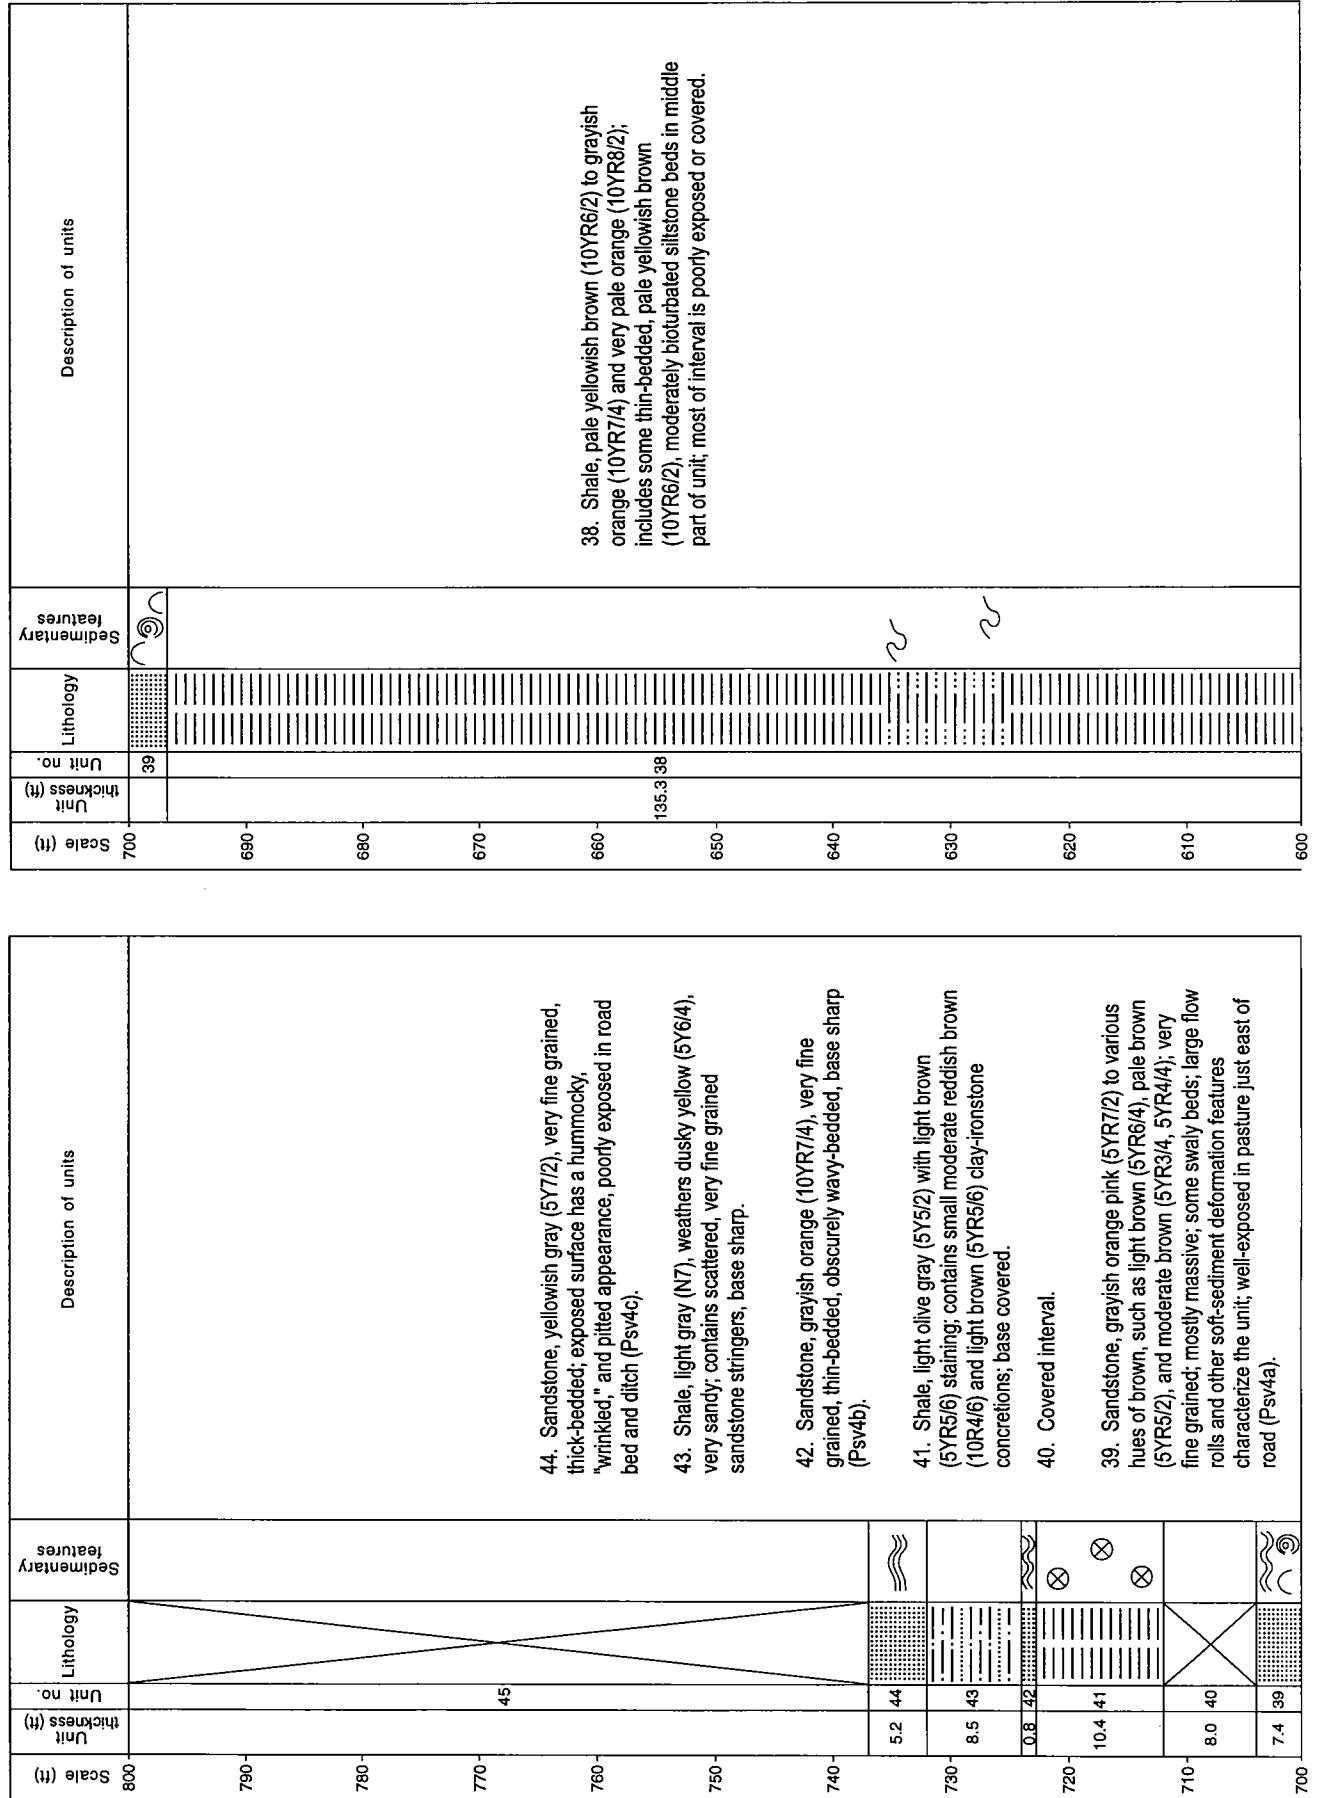 Description of units
Sedimentary
features
Lithology
Unit no.
Unit
thickness (ft)
Scale (ft)
700
690
680
670
660
650
640
630
620
610
600
39
135.3 38
38. Shale, pale yellowish brown (10YR6/2) to grayish
orange (10YR7/4) and very pale orange (10YR8/2);
includes some thin-bedded, pale yellowish brown
(10YR6/2), moderately bioturbated siltstone beds in middle
part of unit; most of interval is poorly exposed or covered.
Description of units
Sedimentary
features
Lithology
Unit no.
Unit
thickness (ft)
Scale (ft)
800
790
780
770
760
750
740
730
720
710
700
45
5.2 44
8.5 43
0.8 42
10.4 41
8.0 40
7.4 39
44. Sandstone, yellowish gray (5Y7/2), very fine grained,
thick-bedded; exposed surface has a hummocky,
"wrinkled," and pitted appearance, poorly exposed in road
bed and ditch (Psv4c).
43. Shale, light gray (N7), weathers dusky yellow (5Y6/4),
very sandy; contains scattered, very fine grained
sandstone stringers, base sharp.
42. Sandstone, grayish orange (10YR7/4), very fine
grained, thin-bedded, obscurely wavy-bedded, base sharp
(Psv4b).
41. Shale, light olive gray (5Y5/2) with light brown
(5YR5/6) staining; contains small moderate reddish brown
(10R4/6) and light brown (5YR5/6) clay-ironstone
concretions; base covered.
40. Covered interval.
39. Sandstone, grayish orange pink (5YR7/2) to various
hues of brown, such as light brown (5YR6/4), pale brown
(5YR5/2), and moderate brown (5YR3/4, 5YR4/4); very
fine grained; mostly massive; some swaly beds; large flow
rolls and other soft-sediment deformation features
characterize the unit; well-exposed in pasture just east of
road (Psv4a).